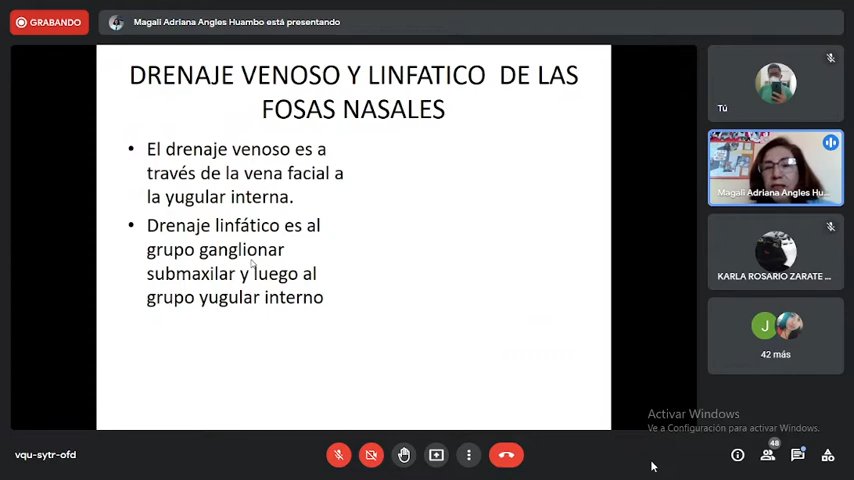 GRABANDO
Magali Adriana Angles Huambo está presentando
DRENAJE VENOSO Y LINFATICO DE LAS
FOSAS NASALES
• El drenaje venoso es a
través de la vena facial a
la yugular interna.
• Drenaje linfático es al
grupo ganglionar
submaxilar y luego al
grupo yugular interno
Tú
Magali Adriana Angles Hu...
KARLA ROSARIO ZARATE ...
J
42 más
Activar Windows
Ve a Configuración para activar Windows.
vqu-sytr-ofd
48